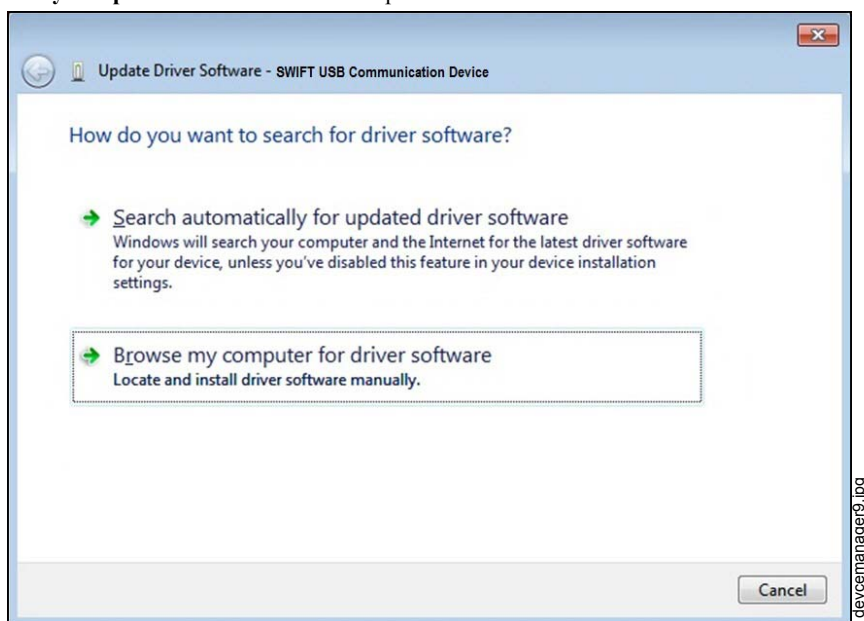 Update Driver Software - SWIFT USB Communication Device
How do you want to search for driver software?
Search automatically for updated driver software
Windows will search your computer and the Internet for the latest driver software
for your device, unless you've disabled this feature in your device installation
settings.
Browse my computer for driver software
Locate and install driver software manually.
Cancel
devcemanager9.jpg